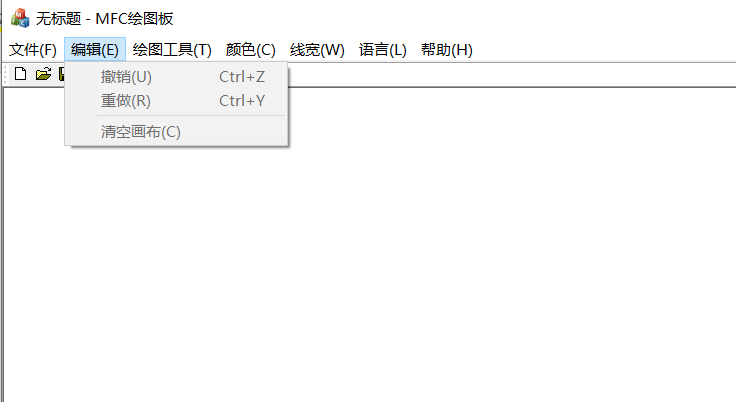 无标题 - MFC绘图板
文件(F) 编辑(E) 绘图工具(T) 颜色(C) 线宽(W) 语言(L) 帮助(H)
撤销(U) Ctrl+Z
重做(R) Ctrl+Y
清空画布(C)